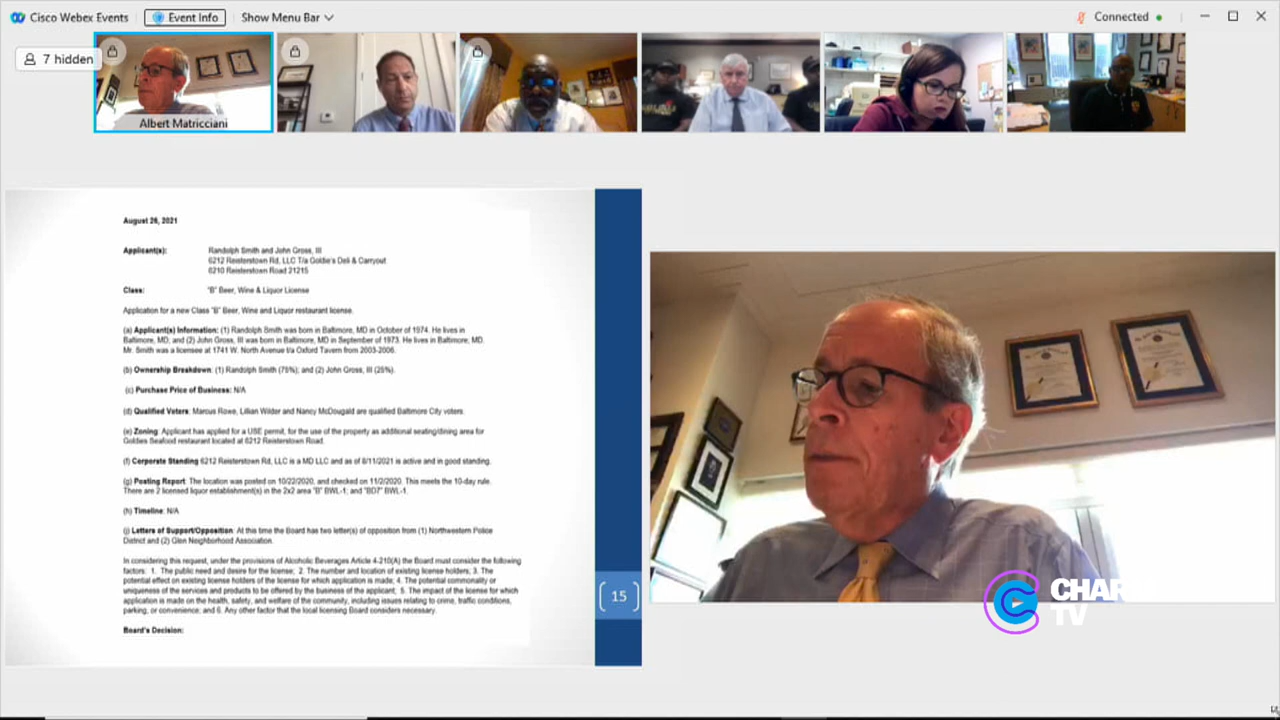 Cisco Webex Events
Event Info
Show Menu Bar
Connected
7 hidden
Albert Matricciani
August 26, 2021
Applicant(s): Randolph Smith and John Gross, III
6212 Reisterstown Rd, LLC T/a Goldie's Deli & Carryout
6210 Reisterstown Road 21215
Class: "B" Beer, Wine & Liquor License
Application for a new Class "B" Beer, Wine and Liquor restaurant license.
(a) Applicant(s) Information: (1) Randolph Smith was born in Baltimore, MD in October of 1974. He lives in
Baltimore, MD, and (2) John Gross, III was born in Baltimore, MD in September of 1973. He lives in Baltimore, MD.
Mr. Smith was a licensee at 1741 W. North Avenue t/a Oxford Tavern from 2003-2006.
(b) Ownership Breakdown: (1) Randolph Smith (75%); and (2) John Gross, III (25%).
(c) Purchase Price of Business: N/A
(d) Qualified Voters: Marcus Rowe, Lillian Wilder and Nancy McDougald are qualified Baltimore City voters.
(e) Zoning: Applicant has applied for a USE permit, for the use of the property as additional seating/dining area for
Goldies Seafood restaurant located at 6212 Reisterstown Road.
(f) Corporate Standing 6212 Reisterstown Rd, LLC is a MD LLC and as of 8/11/2021 is active and in good standing.
(g) Posting Report: The location was posted on 10/22/2020, and checked on 11/2/2020. This meets the 10-day rule.
There are 2 licensed liquor establishment(s) in the 2x2 area "B" BWL-1; and "BD7" BWL-1.
(h) Timeline: N/A
(i) Letters of Support/Opposition: At this time the Board has two letter(s) of opposition from (1) Northwestern Police
District and (2) Glen Neighborhood Association.
In considering this request, under the provisions of Alcoholic Beverages Article 4-210(A) the Board must consider the following
factors: 1. The public need and desire for the license; 2. The number and location of existing license holders; 3. The
potential effect on existing license holders of the license for which application is made; 4. The potential commonality or
uniqueness of the services and products to be offered by the business of the applicant; 5. The impact of the license for which
application is made on the health, safety, and welfare of the community, including issues relating to crime, traffic conditions,
parking, or convenience; and 6. Any other factor that the local licensing Board considers necessary.
Board's Decision:
15
CHAR
TV